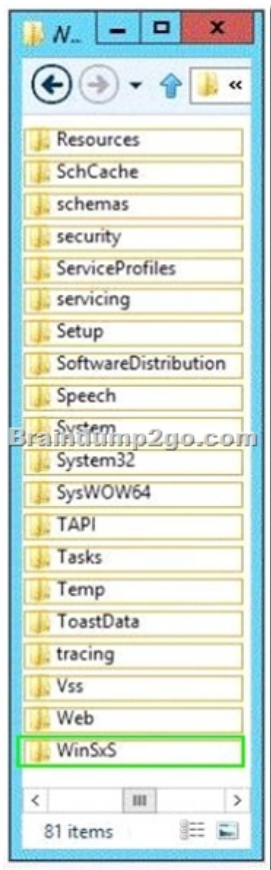 N...
«
Resources
SchCache
schemas
security
ServiceProfiles
servicing
Setup
SoftwareDistribution
Speech
System
Braindump2go.com
System32
SysWOW64
TAPI
Tasks
Temp
ToastData
tracing
Vss
Web
WinSxS
81 items